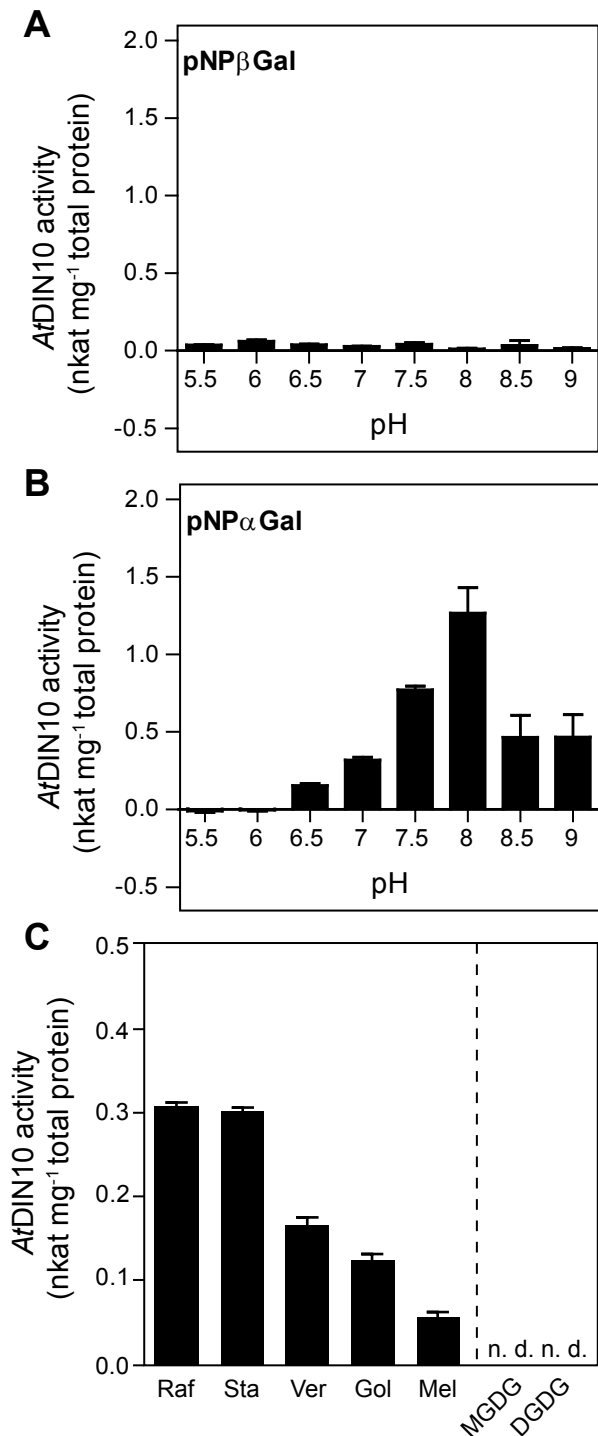 A
pNPβGal
AtDIN10 activity
(nkat mg⁻¹ total protein)
2.0
1.5
1.0
0.5
0.0
-0.5
5.5 6 6.5 7 7.5 8 8.5 9
pH
B
pNPαGal
AtDIN10 activity
(nkat mg⁻¹ total protein)
2.0
1.5
1.0
0.5
0.0
-0.5
5.5 6 6.5 7 7.5 8 8.5 9
pH
C
AtDIN10 activity
(nkat mg⁻¹ total protein)
0.5
0.4
0.3
0.2
0.1
0.0
n. d. n. d.
Raf Sta Ver Gol Mel MGDG DGDG